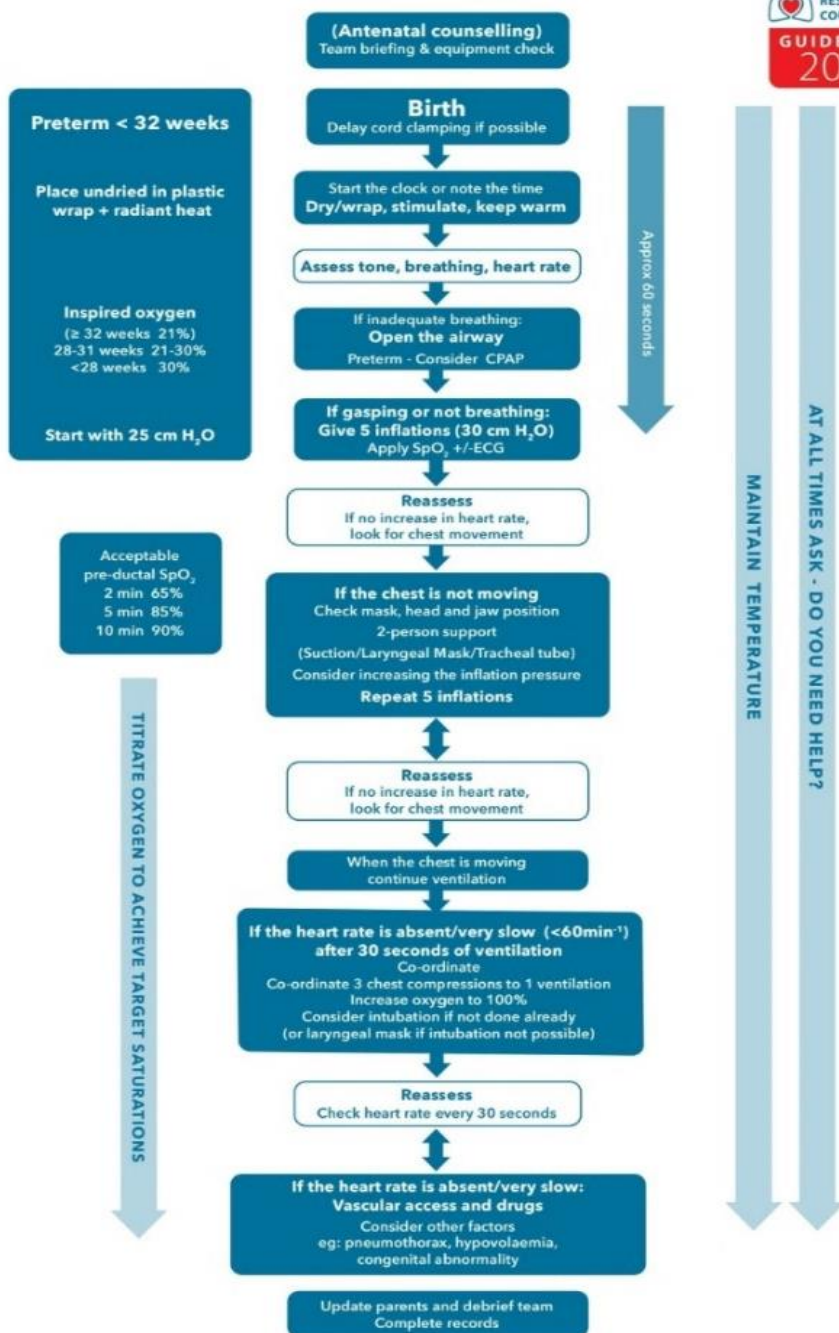 (Antenatal counselling)
Team briefing & equipment check
Birth
Delay cord clamping if possible
Start the clock or note the time
Dry/wrap, stimulate, keep warm
Assess tone, breathing, heart rate
If inadequate breathing:
Open the airway
Preterm - Consider CPAP
If gasping or not breathing:
Give 5 inflations (30 cm H₂O)
Apply SpO₂ +/-ECG
Reassess
If no increase in heart rate,
look for chest movement
If the chest is not moving
Check mask, head and jaw position
2-person support
(Suction/Laryngeal Mask/Tracheal tube)
Consider increasing the inflation pressure
Repeat 5 inflations
Reassess
If no increase in heart rate,
look for chest movement
When the chest is moving
continue ventilation
If the heart rate is absent/very slow (<60min⁻¹)
after 30 seconds of ventilation
Co-ordinate
Co-ordinate 3 chest compressions to 1 ventilation
Increase oxygen to 100%
Consider intubation if not done already
(or laryngeal mask if intubation not possible)
Reassess
Check heart rate every 30 seconds
If the heart rate is absent/very slow:
Vascular access and drugs
Consider other factors
eg: pneumothorax, hypovolaemia,
congenital abnormality
Update parents and debrief team
Complete records
Preterm < 32 weeks
Place undried in plastic
wrap + radiant heat
Inspired oxygen
(≥ 32 weeks 21%)
28-31 weeks 21-30%
<28 weeks 30%
Start with 25 cm H₂O
Acceptable
pre-ductal SpO₂
2 min 65%
5 min 85%
10 min 90%
TITRATE OXYGEN TO ACHIEVE TARGET SATURATIONS
Approx 60 seconds
MAINTAIN TEMPERATURE
AT ALL TIMES ASK - DO YOU NEED HELP?